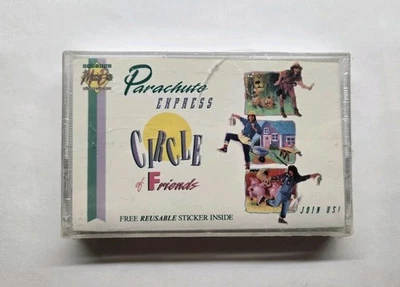 Parachute
EXPRESS
CIRCLE
of Friends
FREE REUSABLE STICKER INSIDE
JOIN US!